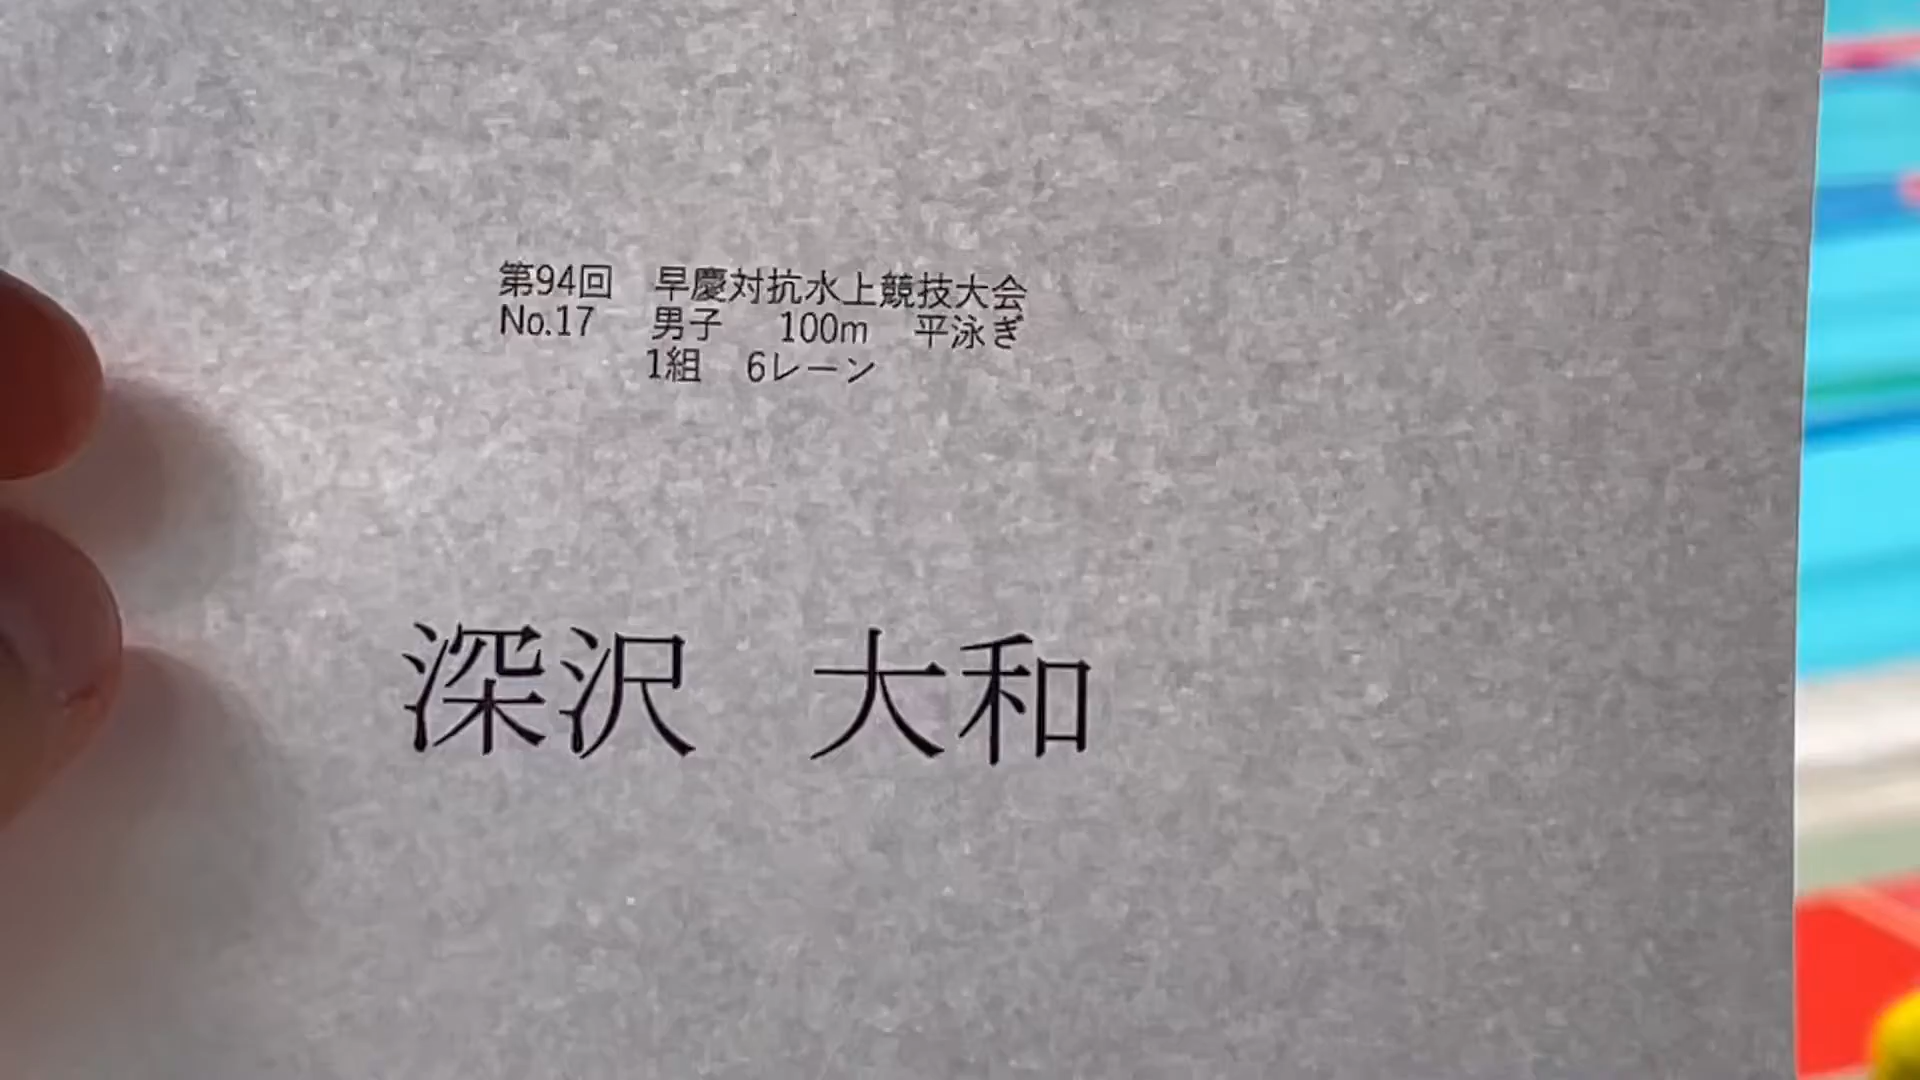 第94回 早慶対抗水上競技大会
No.17 男子 100m 平泳ぎ
1組 6レーン
深沢 大和